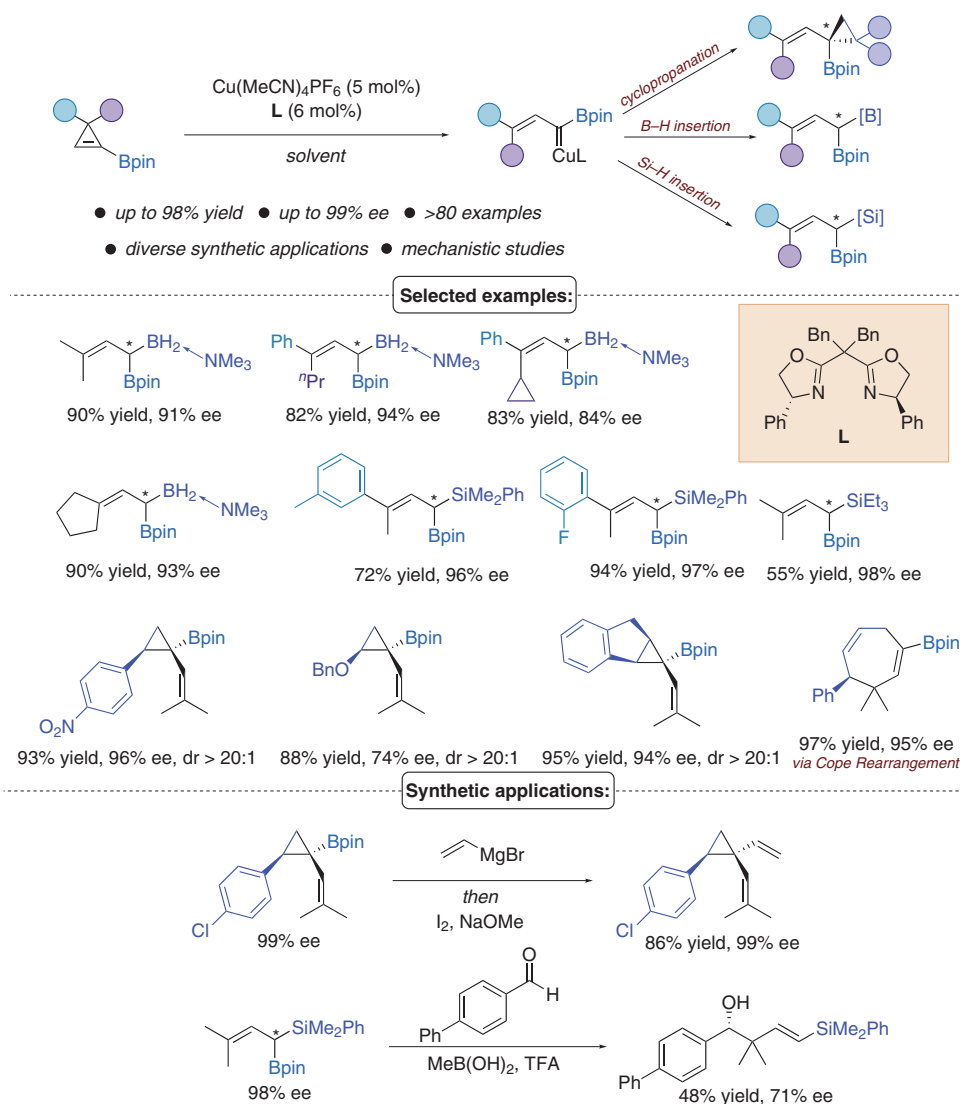 Cu(MeCN)4PF6 (5 mol%)
L (6 mol%)
solvent
Bpin
Bpin
CuL
cyclopropanation
B–H insertion
Si–H insertion
*
Bpin
* [B]
Bpin
* [Si]
Bpin
● up to 98% yield ● up to 99% ee ● >80 examples
● diverse synthetic applications ● mechanistic studies
Selected examples:
* BH2
NMe3
Bpin
90% yield, 91% ee
Ph
* BH2
NMe3
nPr
Bpin
82% yield, 94% ee
Ph
* BH2
NMe3
Bpin
83% yield, 84% ee
Bn Bn
O O
N N
Ph Ph
L
* BH2
NMe3
Bpin
90% yield, 93% ee
* SiMe2Ph
Bpin
72% yield, 96% ee
* SiMe2Ph
F
Bpin
94% yield, 97% ee
* SiEt3
Bpin
55% yield, 98% ee
Bpin
O2N
93% yield, 96% ee, dr > 20:1
Bpin
BnO
88% yield, 74% ee, dr > 20:1
Bpin
95% yield, 94% ee, dr > 20:1
Bpin
Ph
97% yield, 95% ee
via Cope Rearrangement
Synthetic applications:
Bpin
Cl
99% ee
MgBr
then
I2, NaOMe
Cl
86% yield, 99% ee
* SiMe2Ph
Bpin
98% ee
O
H
Ph
MeB(OH)2, TFA
OH
SiMe2Ph
Ph
48% yield, 71% ee